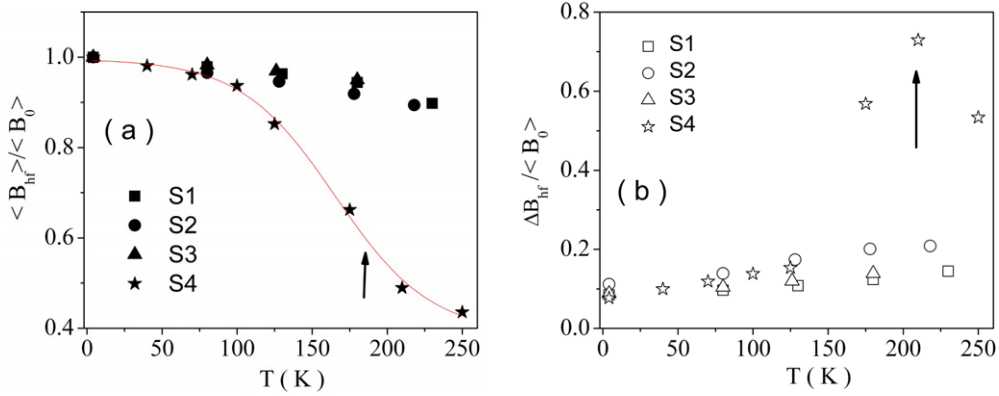 1.0
0.8
0.6
0.4
< B_hf > / < B_0 >
( a )
S1
S2
S3
S4
0
50
100
150
200
250
T ( K )
0.8
0.6
0.4
0.2
0.0
ΔB_hf / < B_0 >
S1
S2
S3
S4
( b )
0
50
100
150
200
250
T ( K )